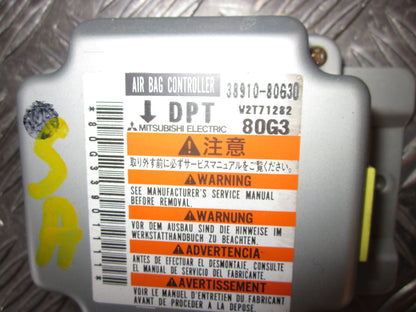 AIR BAG CONTROLLER 38910-80G30
DPT W2T71282
MITSUBISHI ELECTRIC 80G3
注意
取り外す前に必ずサービスマニュアルをご覧ください。
WARNING
SEE MANUFACTURER'S SERVICE MANUAL
BEFORE REMOVAL.
WARNUNG
VOR DEM AUSBAU SIND DIE HINWEISE IM
WERKSTATTHANDBUCH ZU BEACHTEN.
ADVERTENCIA
ANTES DE EFECTUAR EL DESMONTAJE, CONSULTE
EL MANUAL DE SERVICIO DEL FABRICANTE.
AVERTISSEMENT
VOIR LE MANUEL D'ENTRETIEN DU FABRICANT
AVANT DE PROCEDER A LA DEPOSE